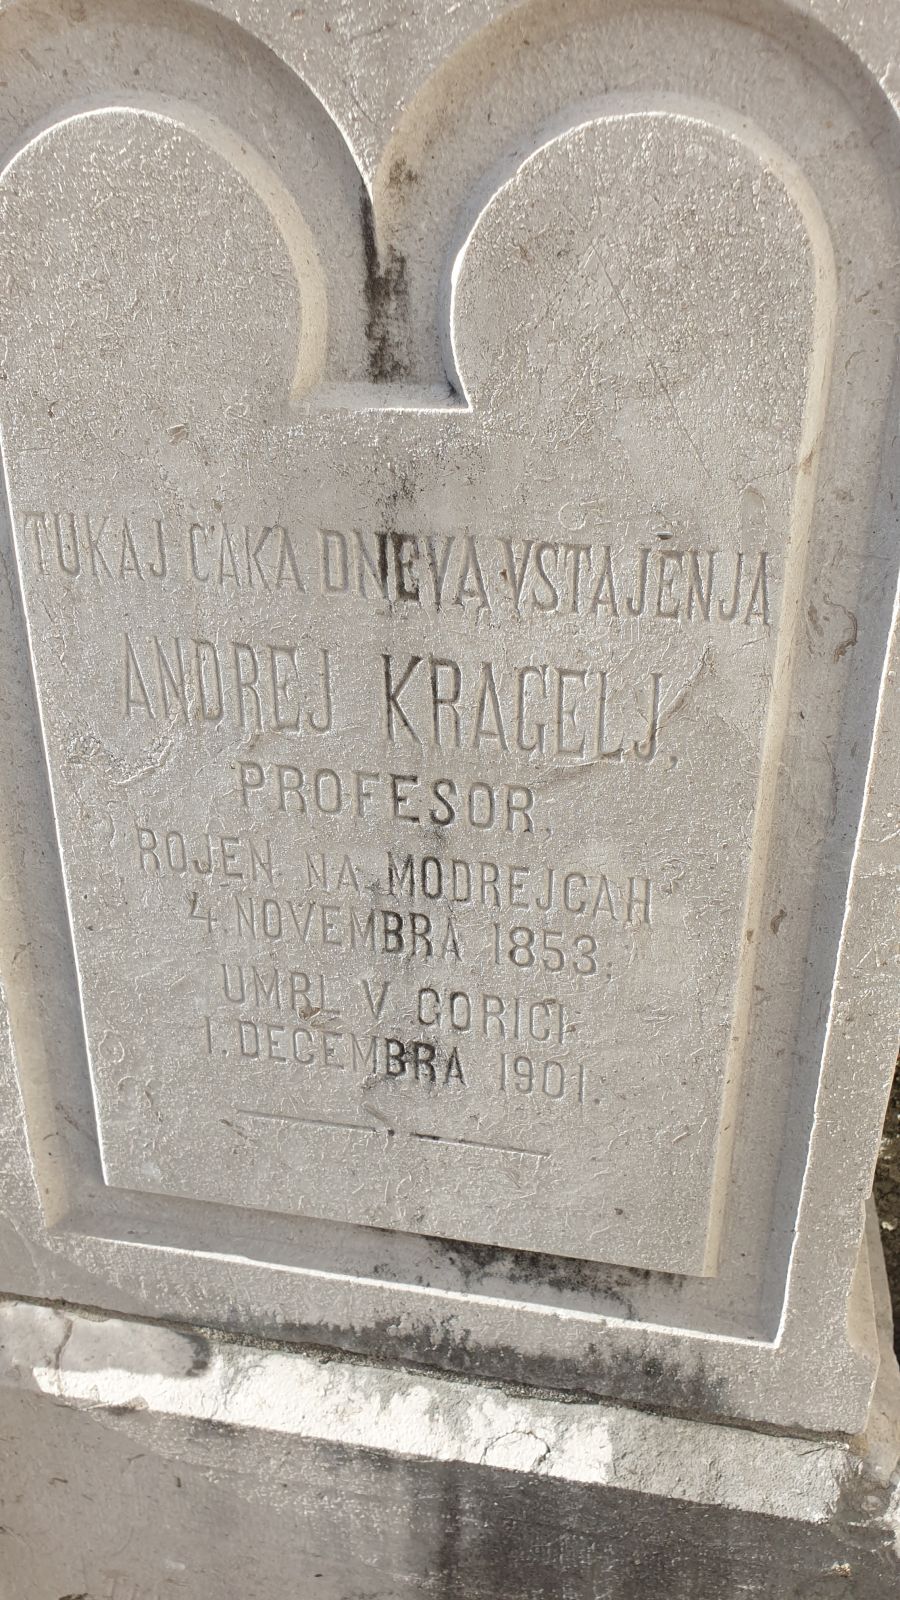 TUKAJ ČAKA DNEVA VSTAJENJA
ANDREJ KRAGELJ,
PROFESOR,
ROJEN NA MODREJCAH
4. NOVEMBRA 1853.
UMRL V GORICI
1. DECEMBRA 1901.